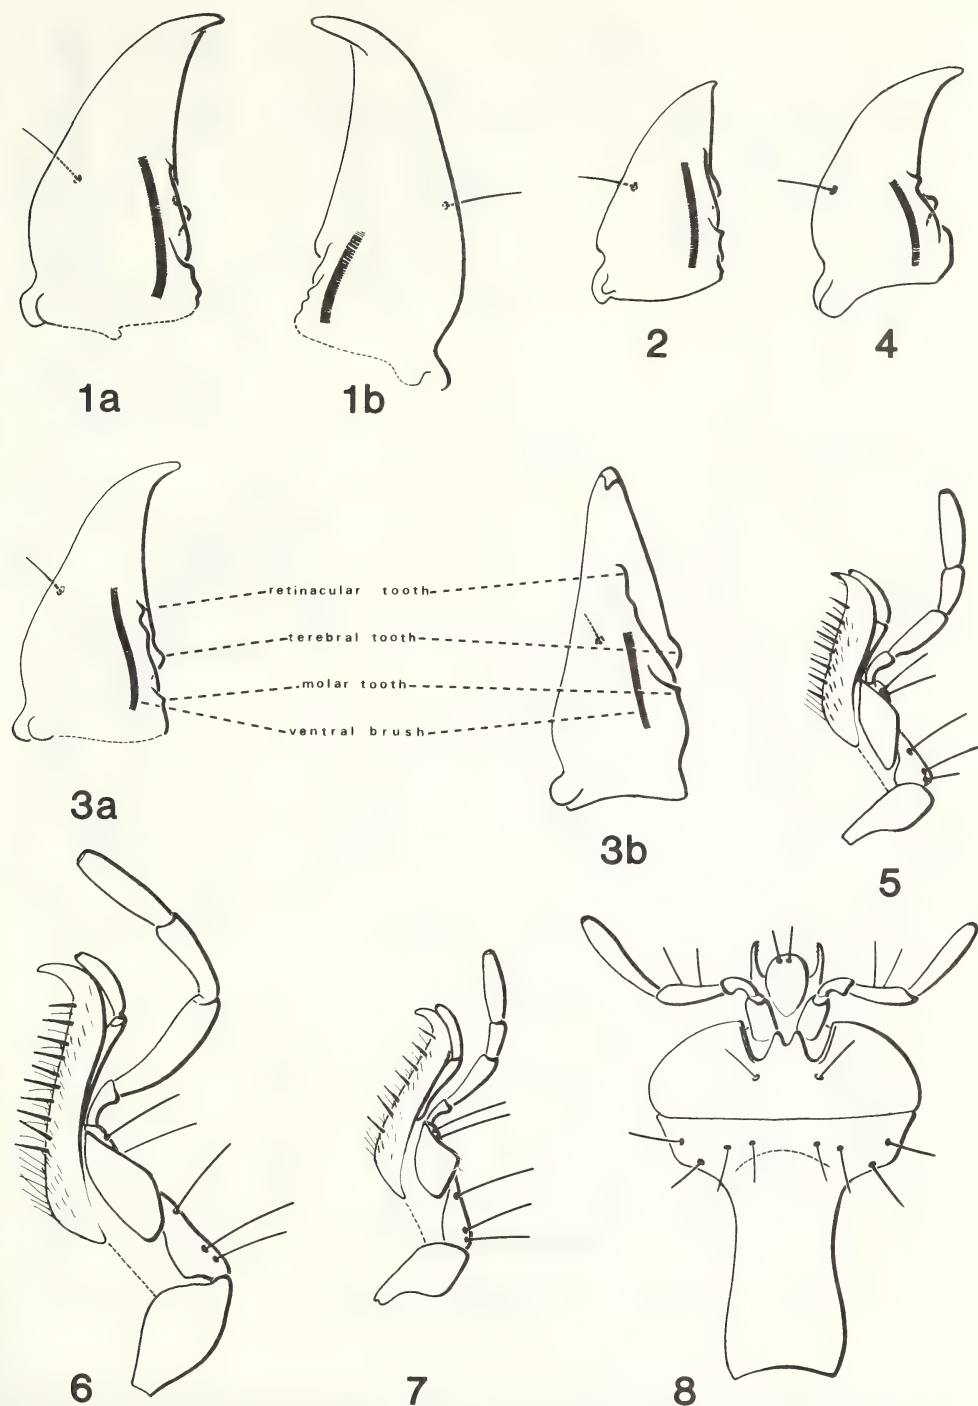 1a
1b
2
4
retinacular tooth
terebral tooth
molar tooth
ventral brush
3a
3b
5
6
7
8